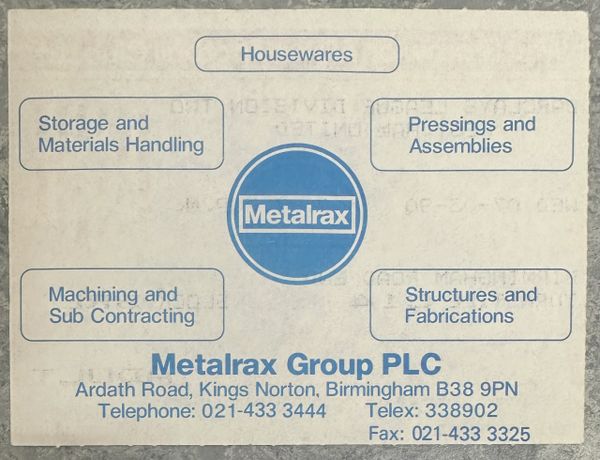 Housewares
Storage and
Materials Handling
Pressings and
Assemblies
Metalrax
Machining and
Sub Contracting
Structures and
Fabrications
Metalrax Group PLC
Ardath Road, Kings Norton, Birmingham B38 9PN
Telephone: 021-433 3444 Telex: 338902
Fax: 021-433 3325